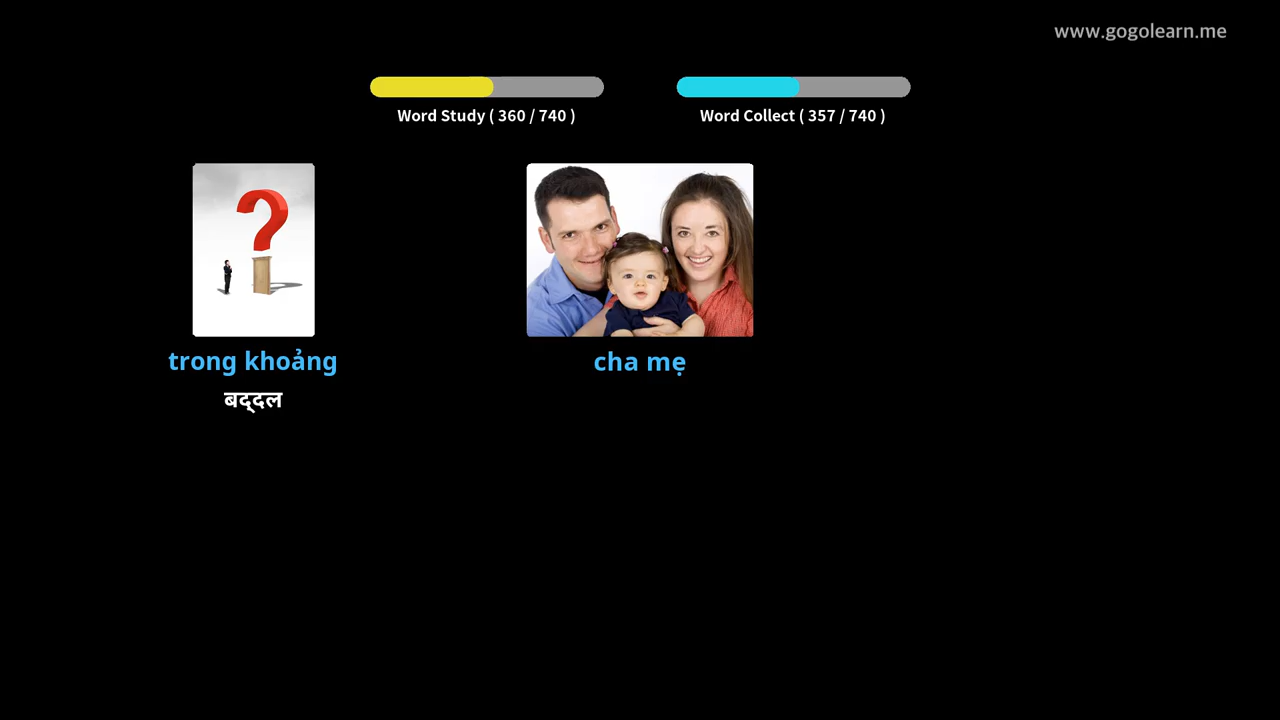 www.gogolearn.me
Word Study ( 360 / 740 )
Word Collect ( 357 / 740 )
trong khoảng
cha mẹ
बद्दल